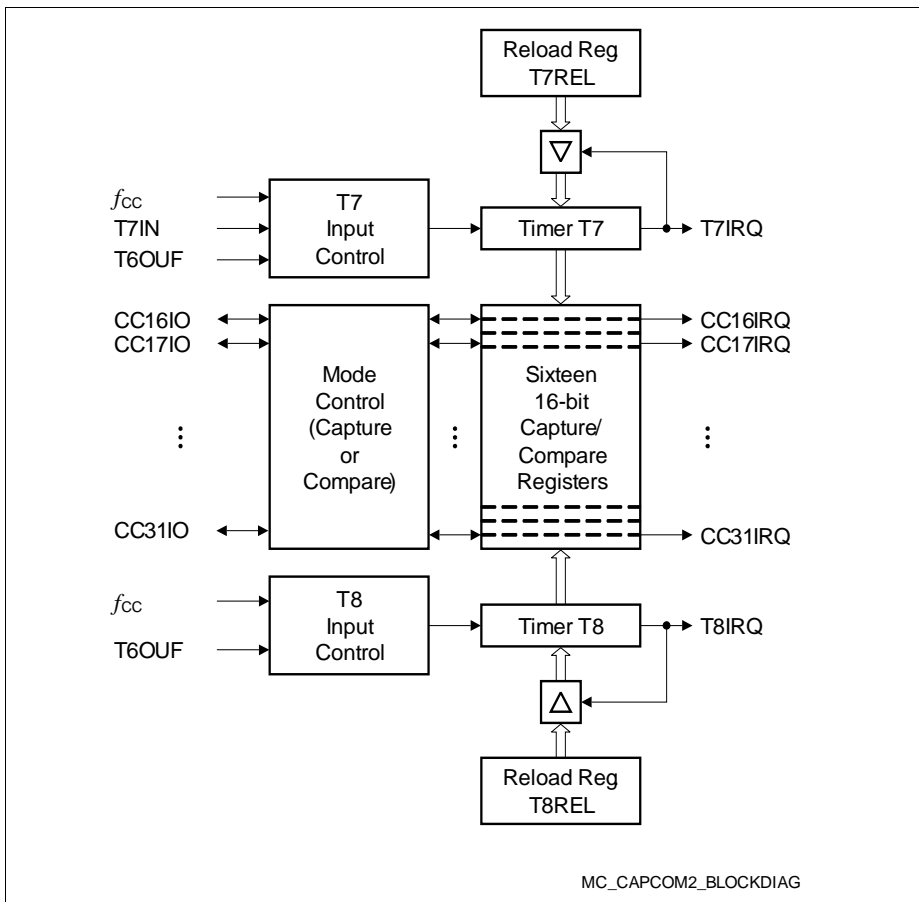 Reload Reg
T7REL
fCC
T7IN
T6OUF
T7
Input
Control
Timer T7
T7IRQ
CC16IO
CC17IO
CC31IO
Mode
Control
(Capture
or
Compare)
Sixteen
16-bit
Capture/
Compare
Registers
CC16IRQ
CC17IRQ
CC31IRQ
fCC
T6OUF
T8
Input
Control
Timer T8
T8IRQ
Reload Reg
T8REL
MC_CAPCOM2_BLOCKDIAG